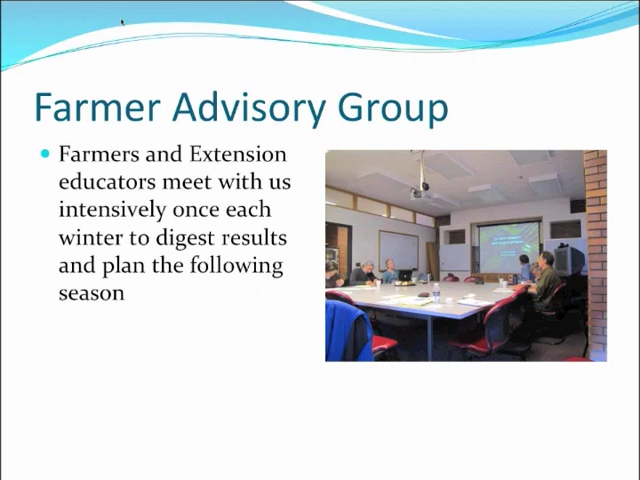 Farmer Advisory Group
Farmers and Extension
educators meet with us
intensively once each
winter to digest results
and plan the following
season